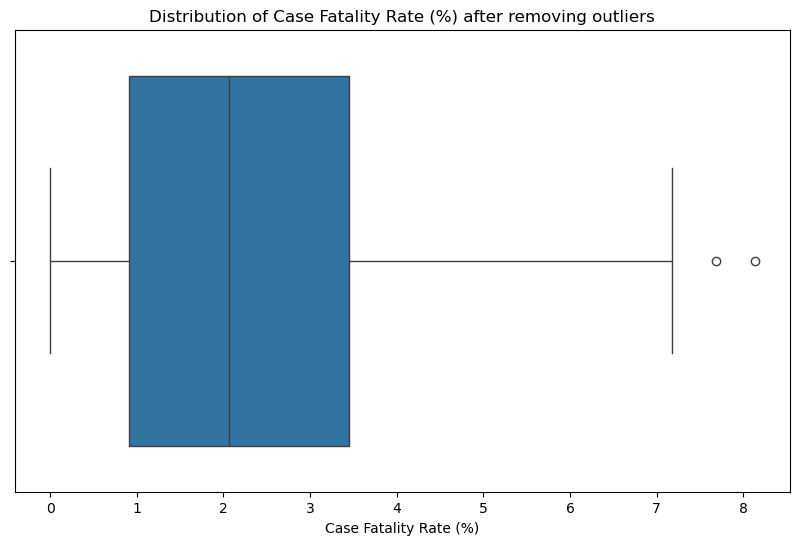 Distribution of Case Fatality Rate (%) after removing outliers
0 1 2 3 4 5 6 7 8
Case Fatality Rate (%)